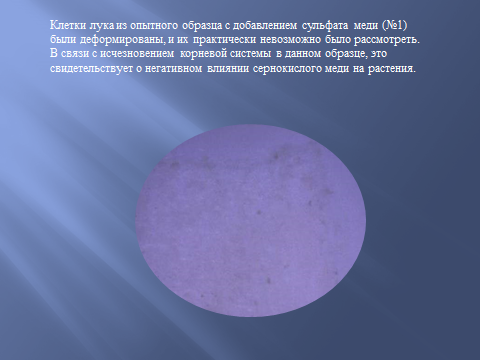 Клетки лука из опытного образца с добавлением сульфата меди (№1)
были деформированы, и их практически невозможно было рассмотреть.
В связи с исчезновением корневой системы в данном образце, это
свидетельствует о негативном влиянии сернокислого меди на растения.